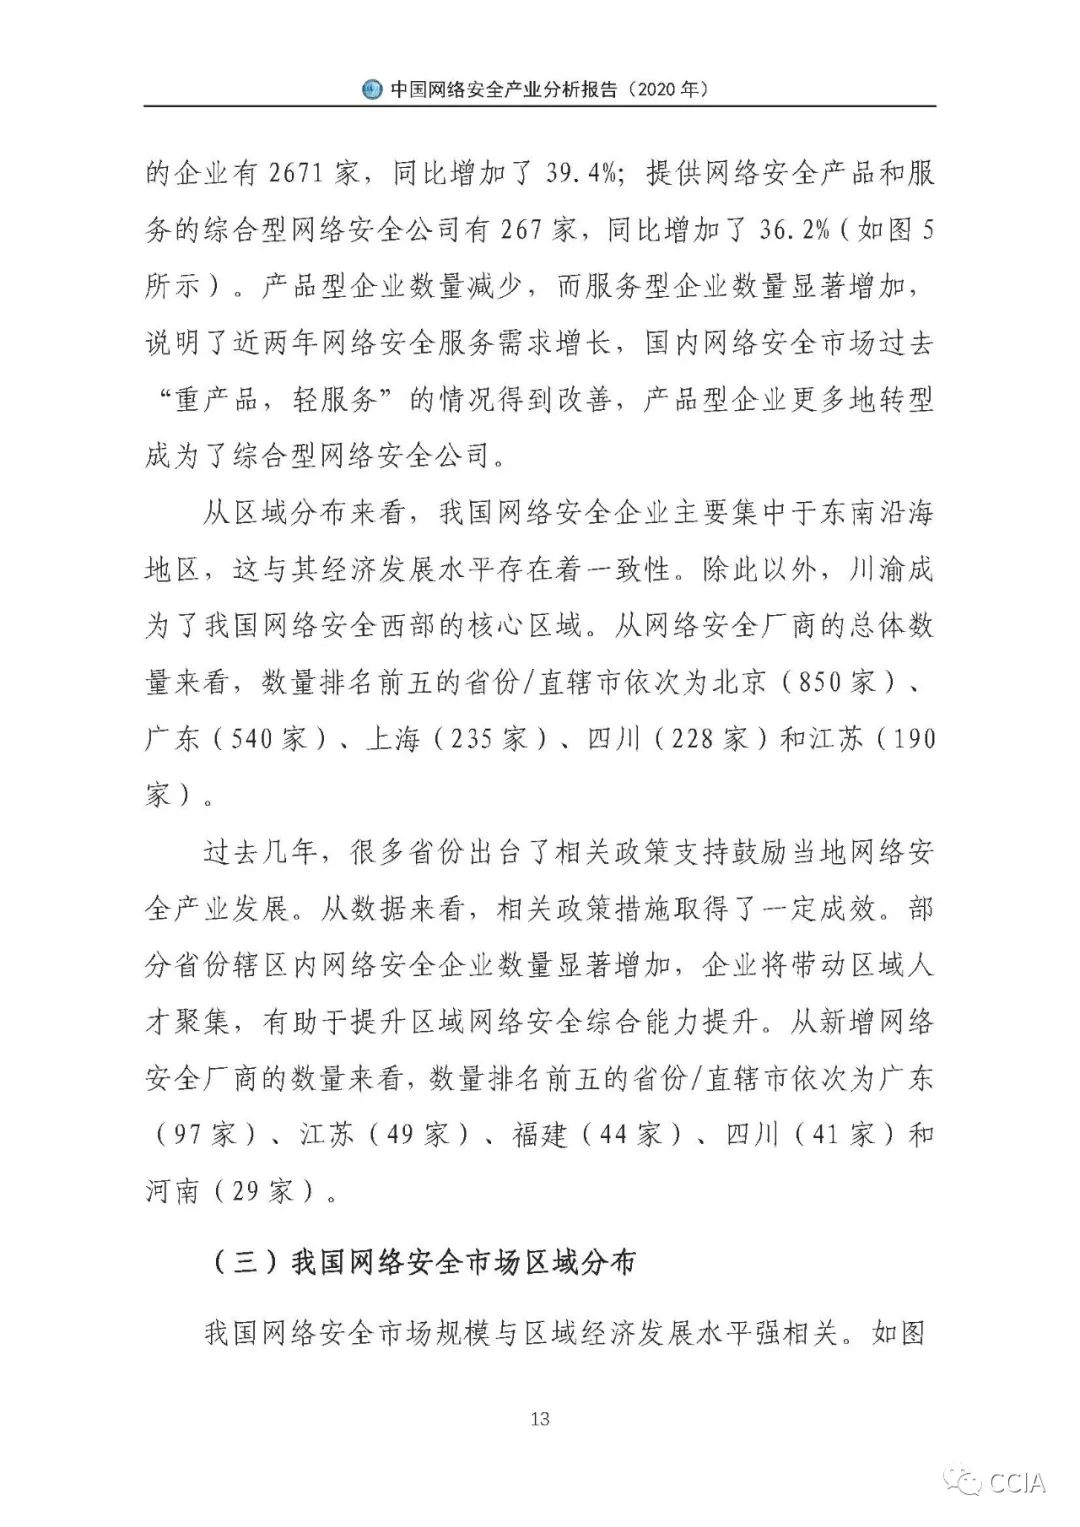 中国网络安全产业分析报告（2020 年）
的企业有 2671 家，同比增加了 39.4%；提供网络安全产品和服
务的综合型网络安全公司有 267 家，同比增加了 36.2%（如图 5
所示）。产品型企业数量减少，而服务型企业数量显著增加，
说明了近两年网络安全服务需求增长，国内网络安全市场过去
“重产品，轻服务”的情况得到改善，产品型企业更多地转型
成为了综合型网络安全公司。
从区域分布来看，我国网络安全企业主要集中于东南沿海
地区，这与其经济发展水平存在着一致性。除此以外，川渝成
为了我国网络安全西部的核心区域。从网络安全厂商的总体数
量来看，数量排名前五的省份/直辖市依次为北京（850 家）、
广东（540 家）、上海（235 家）、四川（228 家）和江苏（190
家）。
过去几年，很多省份出台了相关政策支持鼓励当地网络安
全产业发展。从数据来看，相关政策措施取得了一定成效。部
分省份辖区内网络安全企业数量显著增加，企业将带动区域人
才聚集，有助于提升区域网络安全综合能力提升。从新增网络
安全厂商的数量来看，数量排名前五的省份/直辖市依次为广东
（97 家）、江苏（49 家）、福建（44 家）、四川（41 家）和
河南（29 家）。
（三）我国网络安全市场区域分布
我国网络安全市场规模与区域经济发展水平强相关。如图
13
CCIA